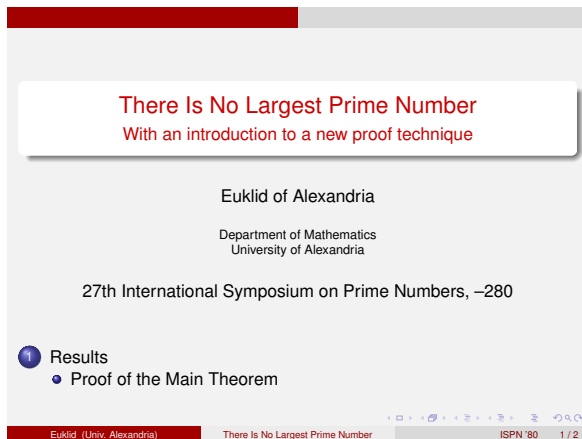 There Is No Largest Prime Number
With an introduction to a new proof technique
Euklid of Alexandria
Department of Mathematics
University of Alexandria
27th International Symposium on Prime Numbers, –280
1 Results
Proof of the Main Theorem
Euklid (Univ. Alexandria) There Is No Largest Prime Number ISPN '80 1 / 2